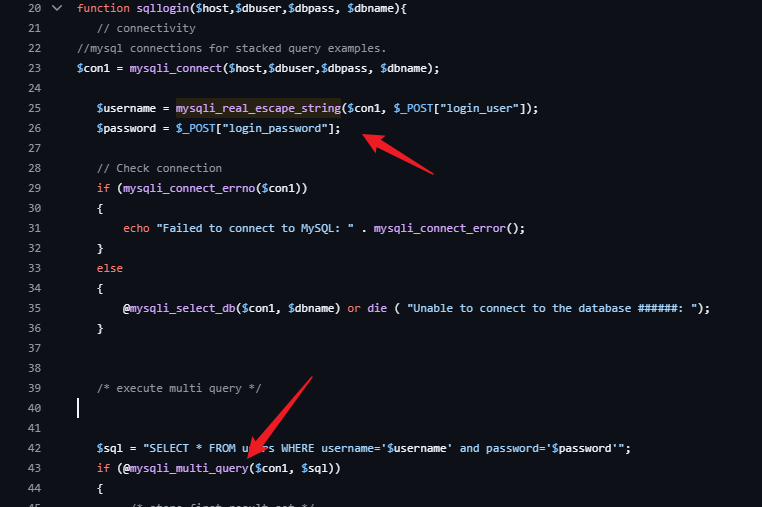 20 function sqllogin($host,$dbuser,$dbpass, $dbname){
21 // connectivity
22 //mysql connections for stacked query examples.
23 $con1 = mysqli_connect($host,$dbuser,$dbpass, $dbname);
24
25 $username = mysqli_real_escape_string($con1, $_POST["login_user"]);
26 $password = $_POST["login_password"];
27
28 // Check connection
29 if (mysqli_connect_errno($con1))
30 {
31 echo "Failed to connect to MySQL: " . mysqli_connect_error();
32 }
33 else
34 {
35 @mysqli_select_db($con1, $dbname) or die ( "Unable to connect to the database ######: ");
36 }
37
38
39 /* execute multi query */
40
41
42 $sql = "SELECT * FROM users WHERE username='$username' and password='$password'";
43 if (@mysqli_multi_query($con1, $sql))
44 {
45 /* store first result set */